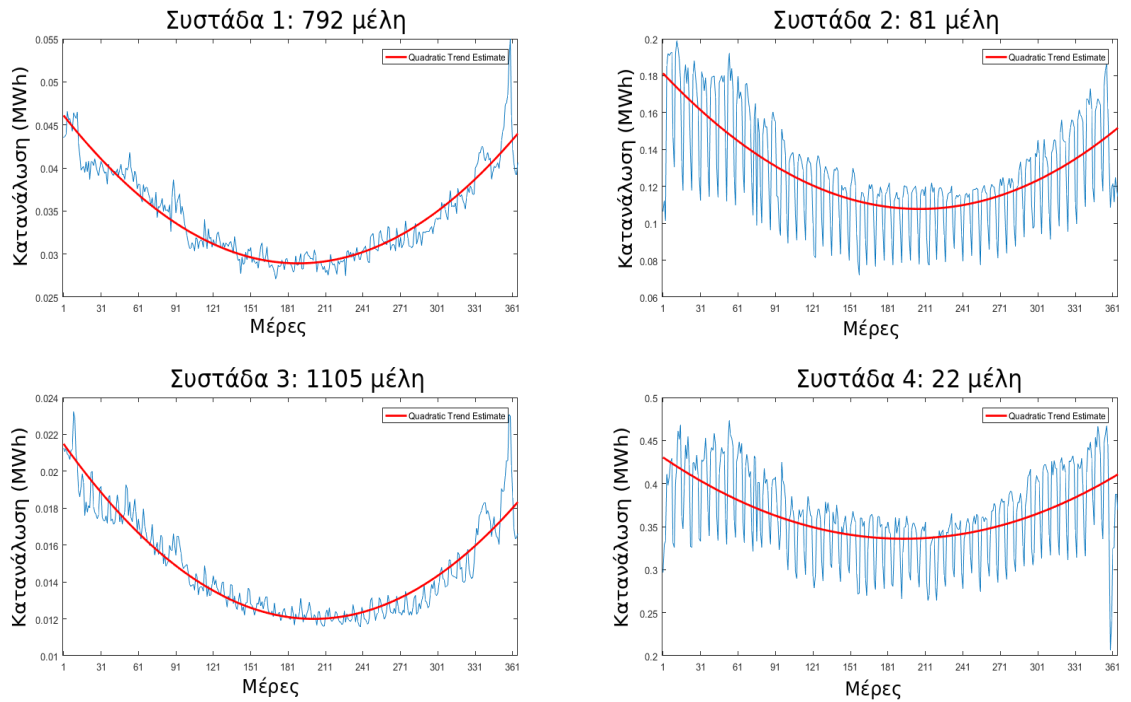 Συστάδα 1: 792 μέλη
Quadratic Trend Estimate
Κατανάλωση (MWh)
0.055
0.05
0.045
0.04
0.035
0.03
0.025
1 31 61 91 121 151 181 211 241 271 301 331 361
Μέρες
Συστάδα 2: 81 μέλη
Quadratic Trend Estimate
Κατανάλωση (MWh)
0.2
0.18
0.16
0.14
0.12
0.1
0.08
0.06
1 31 61 91 121 151 181 211 241 271 301 331 361
Μέρες
Συστάδα 3: 1105 μέλη
Quadratic Trend Estimate
Κατανάλωση (MWh)
0.024
0.022
0.02
0.018
0.016
0.014
0.012
0.01
1 31 61 91 121 151 181 211 241 271 301 331 361
Μέρες
Συστάδα 4: 22 μέλη
Quadratic Trend Estimate
Κατανάλωση (MWh)
0.5
0.45
0.4
0.35
0.3
0.25
0.2
1 31 61 91 121 151 181 211 241 271 301 331 361
Μέρες